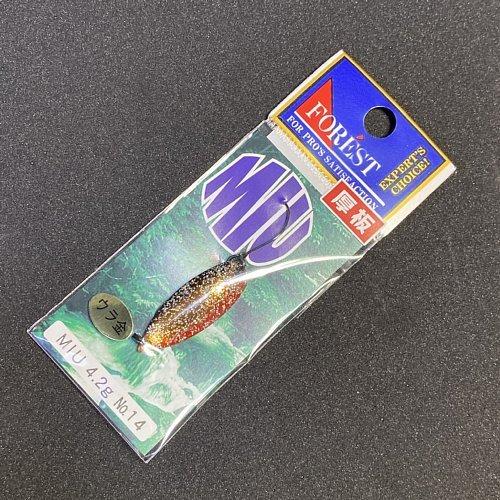 FOREST
FOR PRO'S SATISFACTION
EXPERT'S
CHOICE!
厚板
MIU
ウラ金
MIU 4.2g No.14